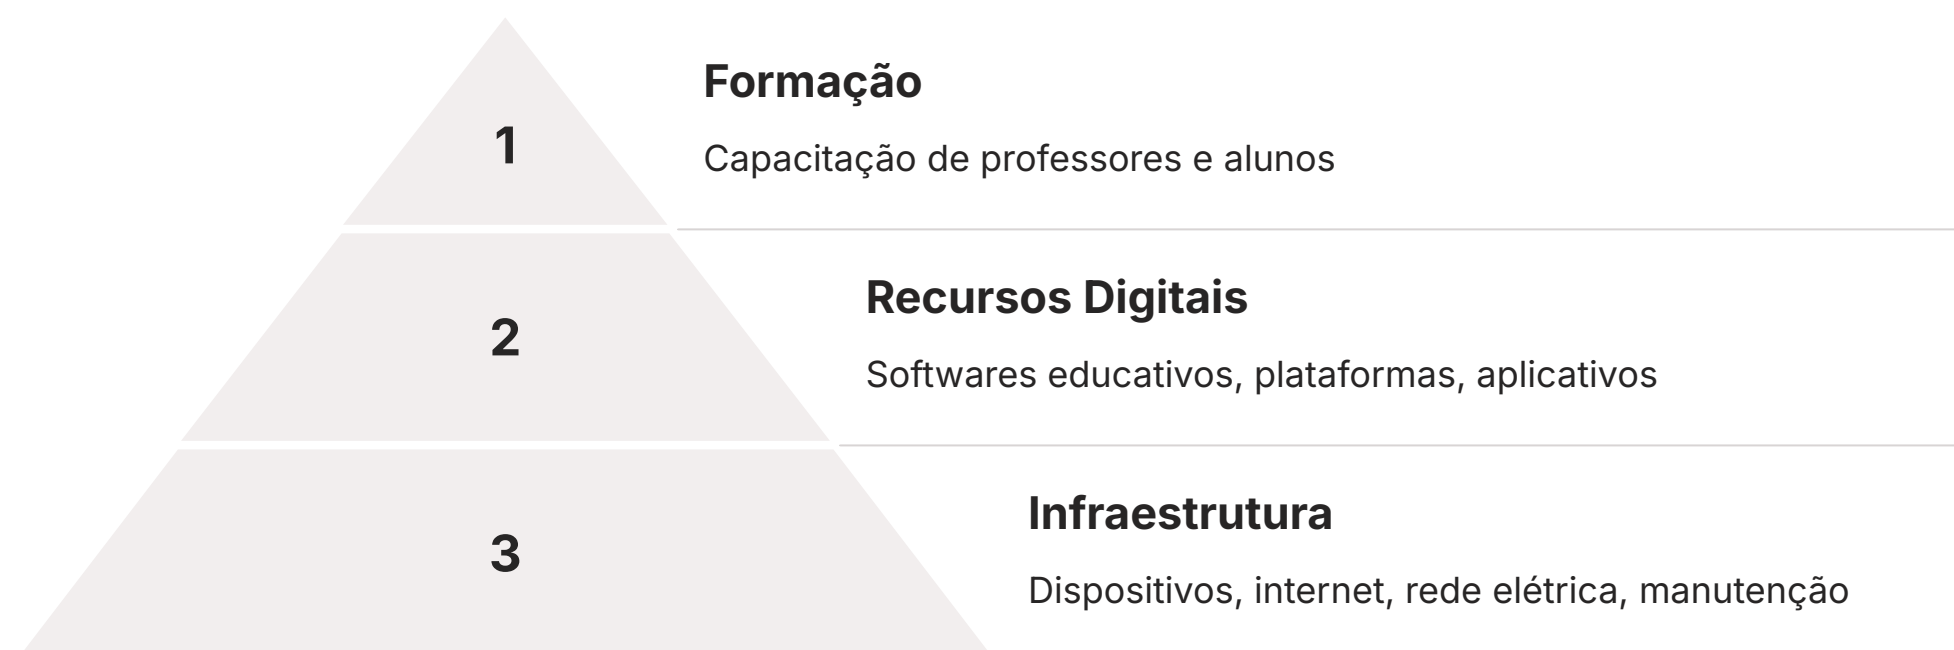 1
Formação
Capacitação de professores e alunos
2
Recursos Digitais
Softwares educativos, plataformas, aplicativos
3
Infraestrutura
Dispositivos, internet, rede elétrica, manutenção